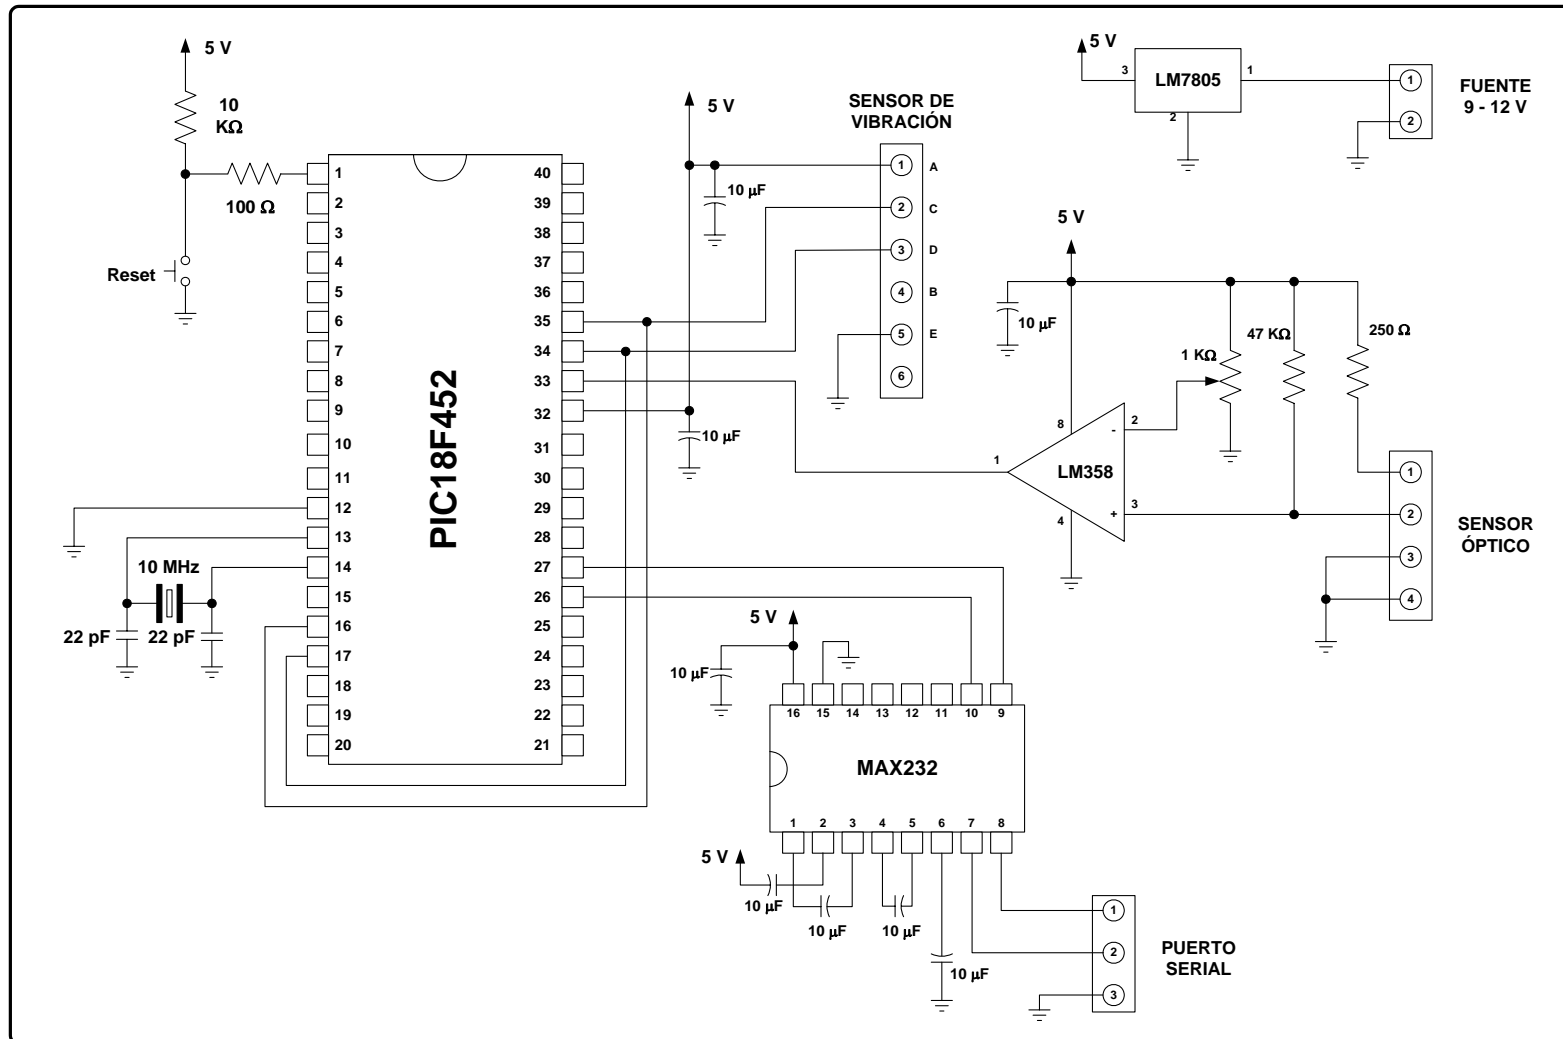 5 V
10
KΩ
100 Ω
Reset
10 MHz
22 pF
22 pF
PIC18F452
1
2
3
4
5
6
7
8
9
10
11
12
13
14
15
16
17
18
19
20
40
39
38
37
36
35
34
33
32
31
30
29
28
27
26
25
24
23
22
21
5 V
10 µF
10 µF
SENSOR DE
VIBRACIÓN
1 A
2 C
3 D
4 B
5 E
6
5 V
3
LM7805
1
2
1
2
FUENTE
9 - 12 V
5 V
10 µF
1 KΩ
47 KΩ
250 Ω
8
-
2
1
LM358
+
3
4
1
2
3
4
SENSOR
ÓPTICO
5 V
10 µF
16
15
14
13
12
11
10
9
MAX232
1
2
3
4
5
6
7
8
5 V
10 µF
10 µF
10 µF
10 µF
1
2
3
PUERTO
SERIAL